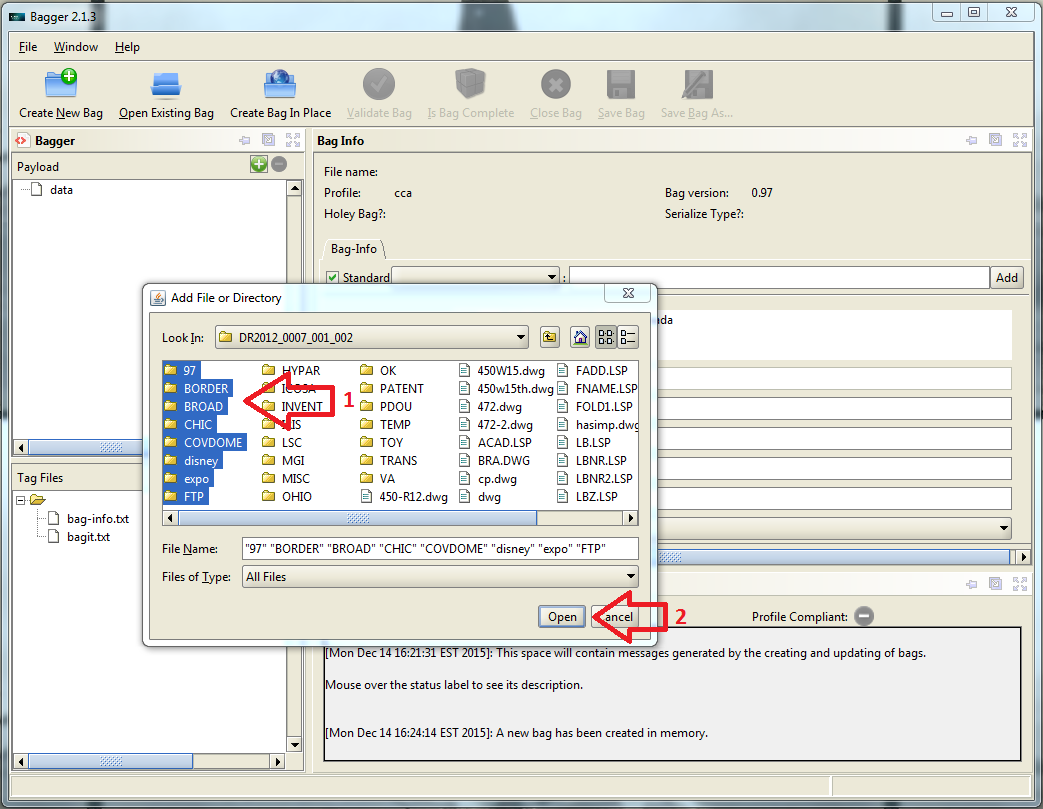 Bagger 2.1.3
File Window Help
Create New Bag Open Existing Bag Create Bag In Place Validate Bag Is Bag Complete Close Bag Save Bag Save Bag As...
Bagger
Payload
data
Bag Info
File name:
Profile: cca Bag version: 0.97
Holey Bag?: Serialize Type?:
Bag-Info
Standard : Add
Add File or Directory
Look In: DR2012_0007_001_002
97 HYPAR OK 450W15.dwg FADD.LSP
BORDER ICOSA PATENT 450w15th.dwg FNAME.LSP
BROAD INVENT PDOU 472.dwg FOLD1.LSP
CHIC TEMP 472-2.dwg hasimp.dwg
COVDOME LSC TOY ACAD.LSP LB.LSP
disney MGI TRANS BRA.DWG LBNR.LSP
expo MISC VA cp.dwg LBNR2.LSP
FTP OHIO 450-R12.dwg dwg LBZ.LSP
1
File Name: "97" "BORDER" "BROAD" "CHIC" "COVDOME" "disney" "expo" "FTP"
Files of Type: All Files
Open Cancel
2
Tag Files
bag-info.txt
bagit.txt
Profile Compliant:
[Mon Dec 14 16:21:31 EST 2015]: This space will contain messages generated by the creating and updating of bags.
Mouse over the status label to see its description.
[Mon Dec 14 16:24:14 EST 2015]: A new bag has been created in memory.